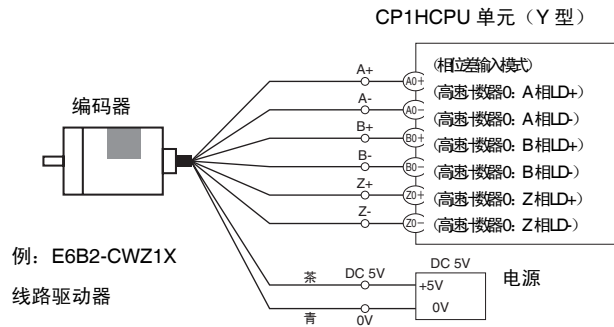 CP1HCPU 单元（Y 型）
(相位差输入模式)
A+ A0+ (高速计数器0: A相LD+)
A- A0- (高速计数器0: A相LD-)
B+ B0+ (高速计数器0: B相LD+)
B- B0- (高速计数器0: B相LD-)
Z+ Z0+ (高速计数器0: Z相LD+)
Z- Z0- (高速计数器0: Z相LD-)
编码器
例：E6B2-CWZ1X
线路驱动器
DC 5V
茶 DC 5V +5V
青 0V 0V
电源